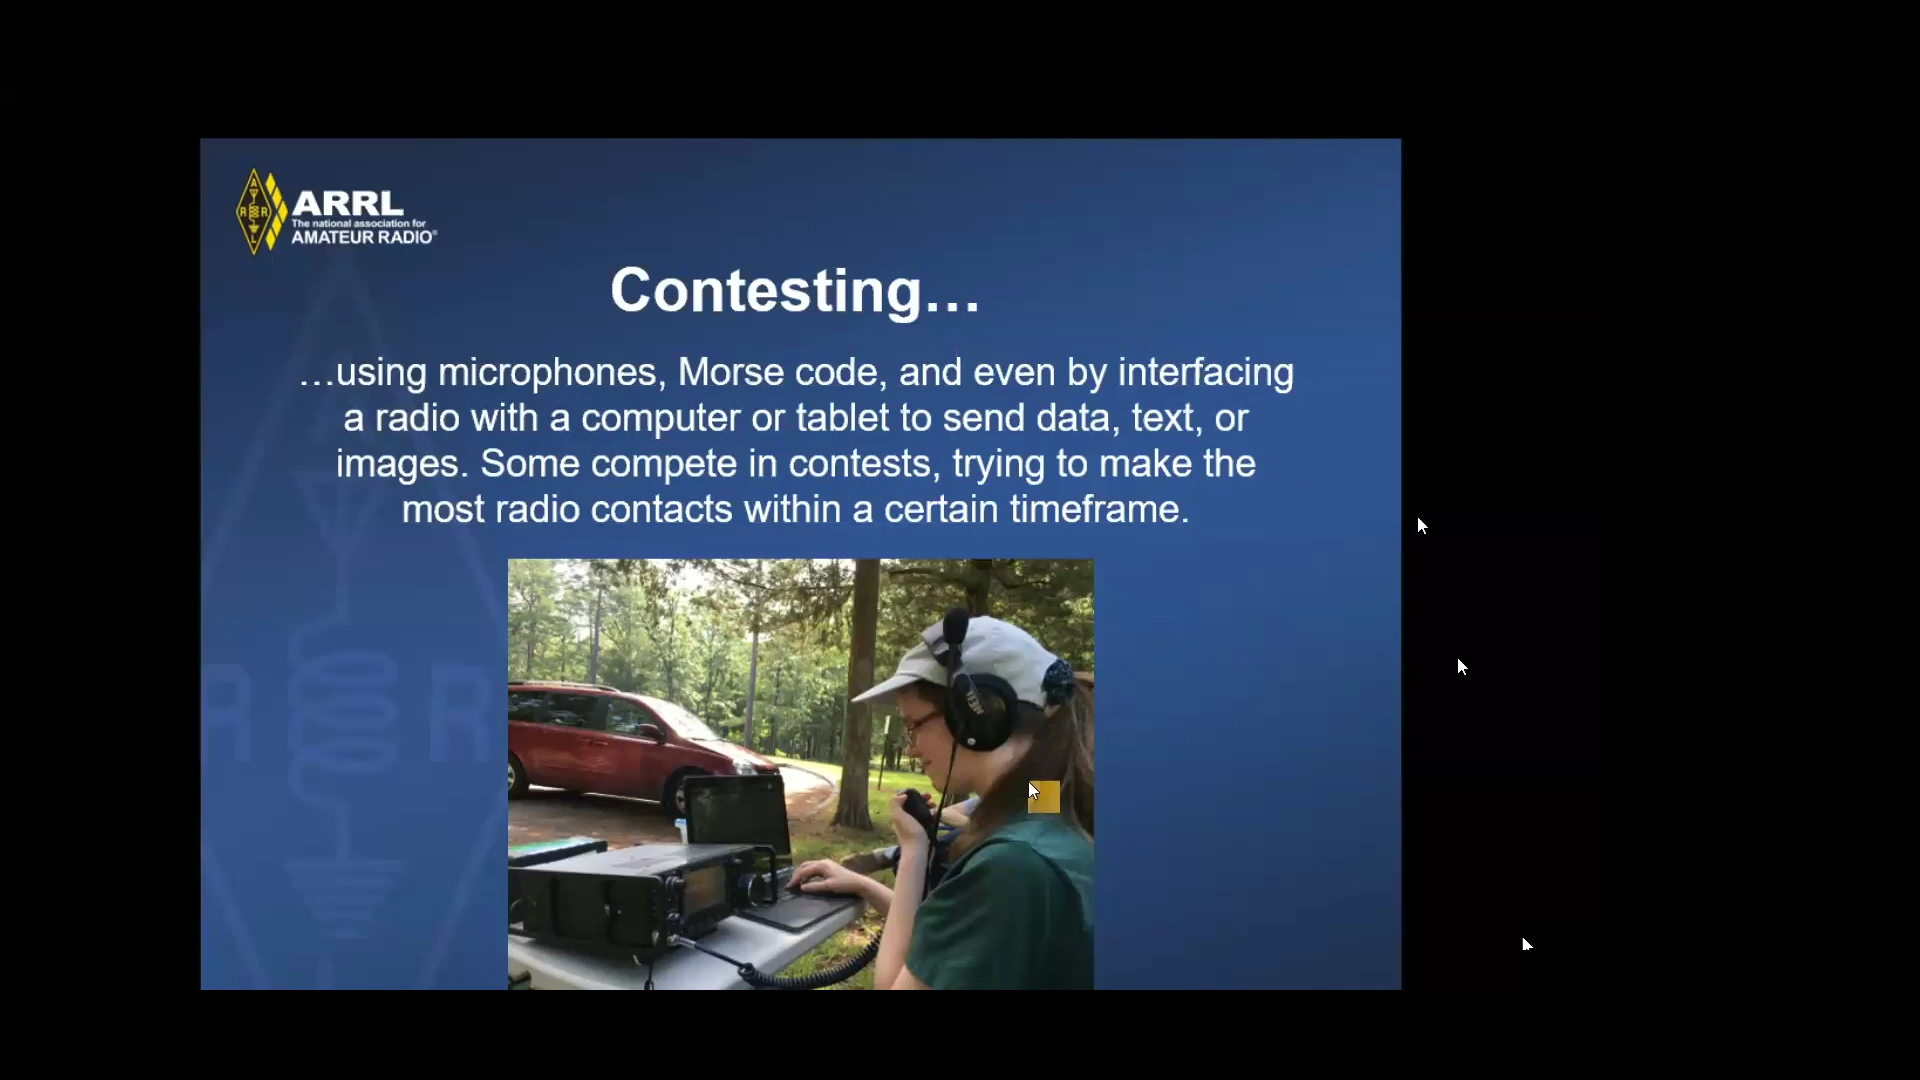 ARRL
The national association for
AMATEUR RADIO®
Contesting…
…using microphones, Morse code, and even by interfacing
a radio with a computer or tablet to send data, text, or
images. Some compete in contests, trying to make the
most radio contacts within a certain timeframe.
A
R R
L
R R